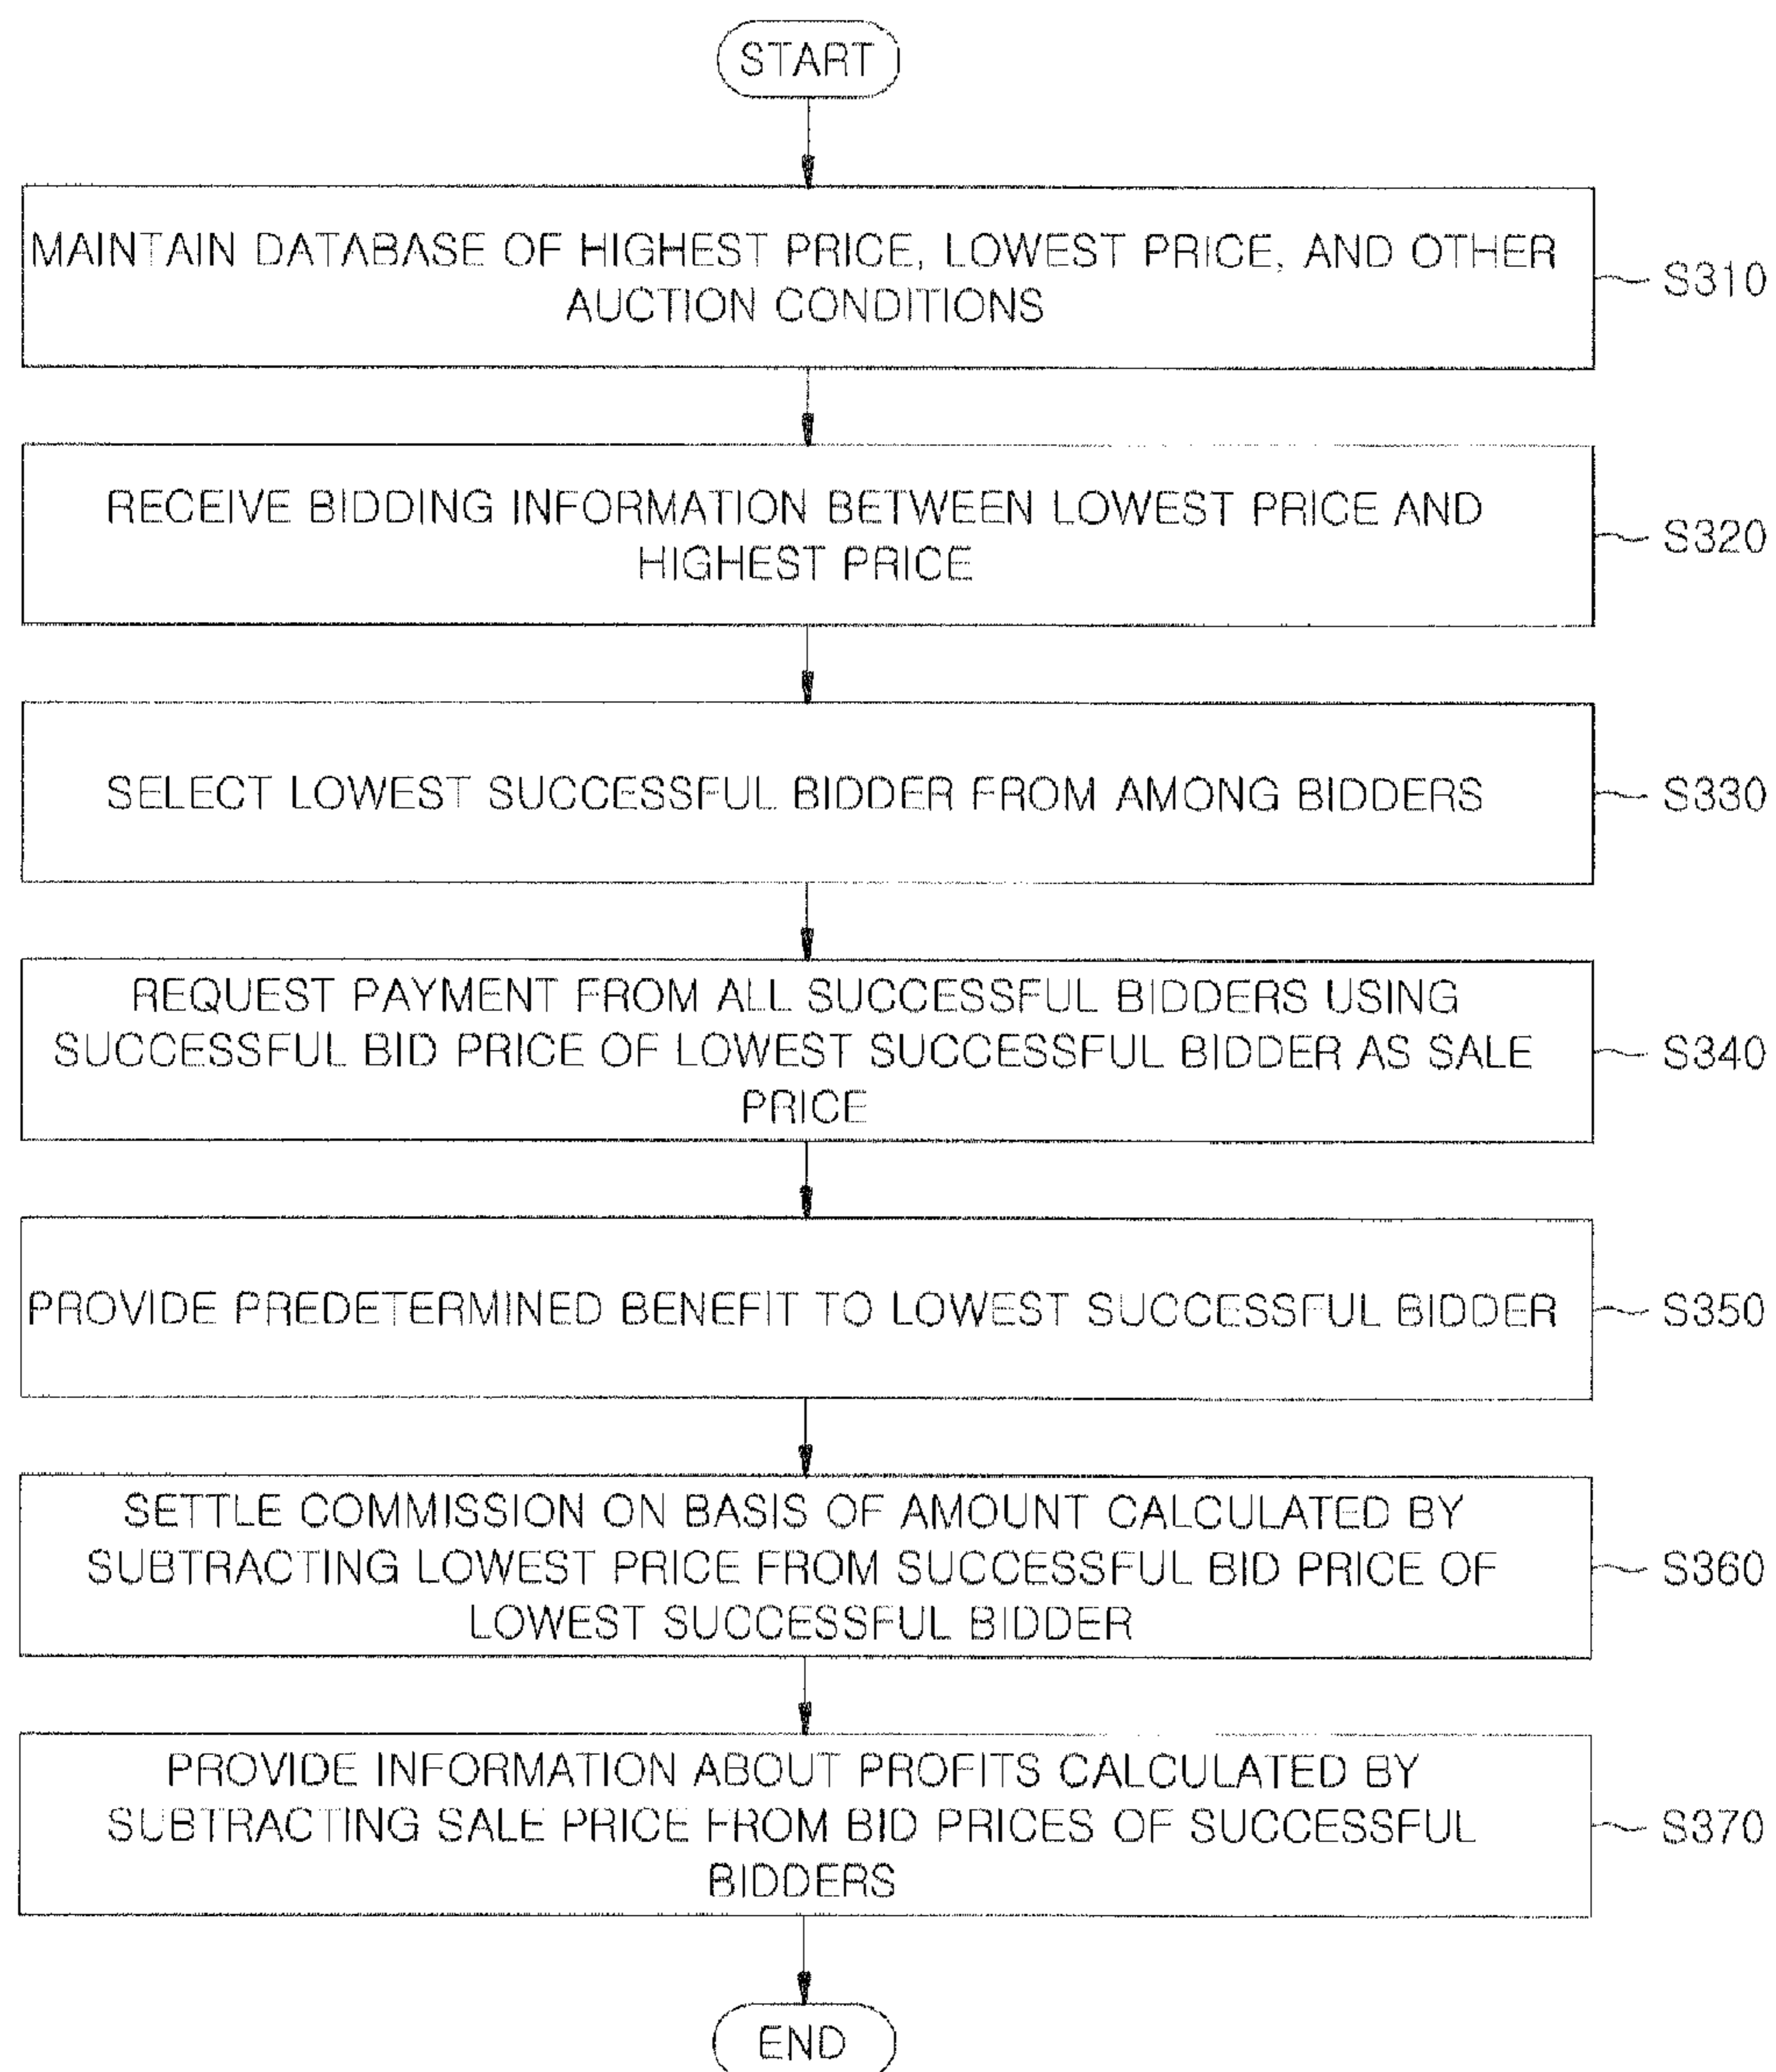 START
MAINTAIN DATABASE OF HIGHEST PRICE, LOWEST PRICE, AND OTHER
AUCTION CONDITIONS
S310
RECEIVE BIDDING INFORMATION BETWEEN LOWEST PRICE AND
HIGHEST PRICE
S320
SELECT LOWEST SUCCESSFUL BIDDER FROM AMONG BIDDERS
S330
REQUEST PAYMENT FROM ALL SUCCESSFUL BIDDERS USING
SUCCESSFUL BID PRICE OF LOWEST SUCCESSFUL BIDDER AS SALE
PRICE
S340
PROVIDE PREDETERMINED BENEFIT TO LOWEST SUCCESSFUL BIDDER
S350
SETTLE COMMISSION ON BASIS OF AMOUNT CALCULATED BY
SUBTRACTING LOWEST PRICE FROM SUCCESSFUL BID PRICE OF
LOWEST SUCCESSFUL BIDDER
S360
PROVIDE INFORMATION ABOUT PROFITS CALCULATED BY
SUBTRACTING SALE PRICE FROM BID PRICES OF SUCCESSFUL
BIDDERS
S370
END